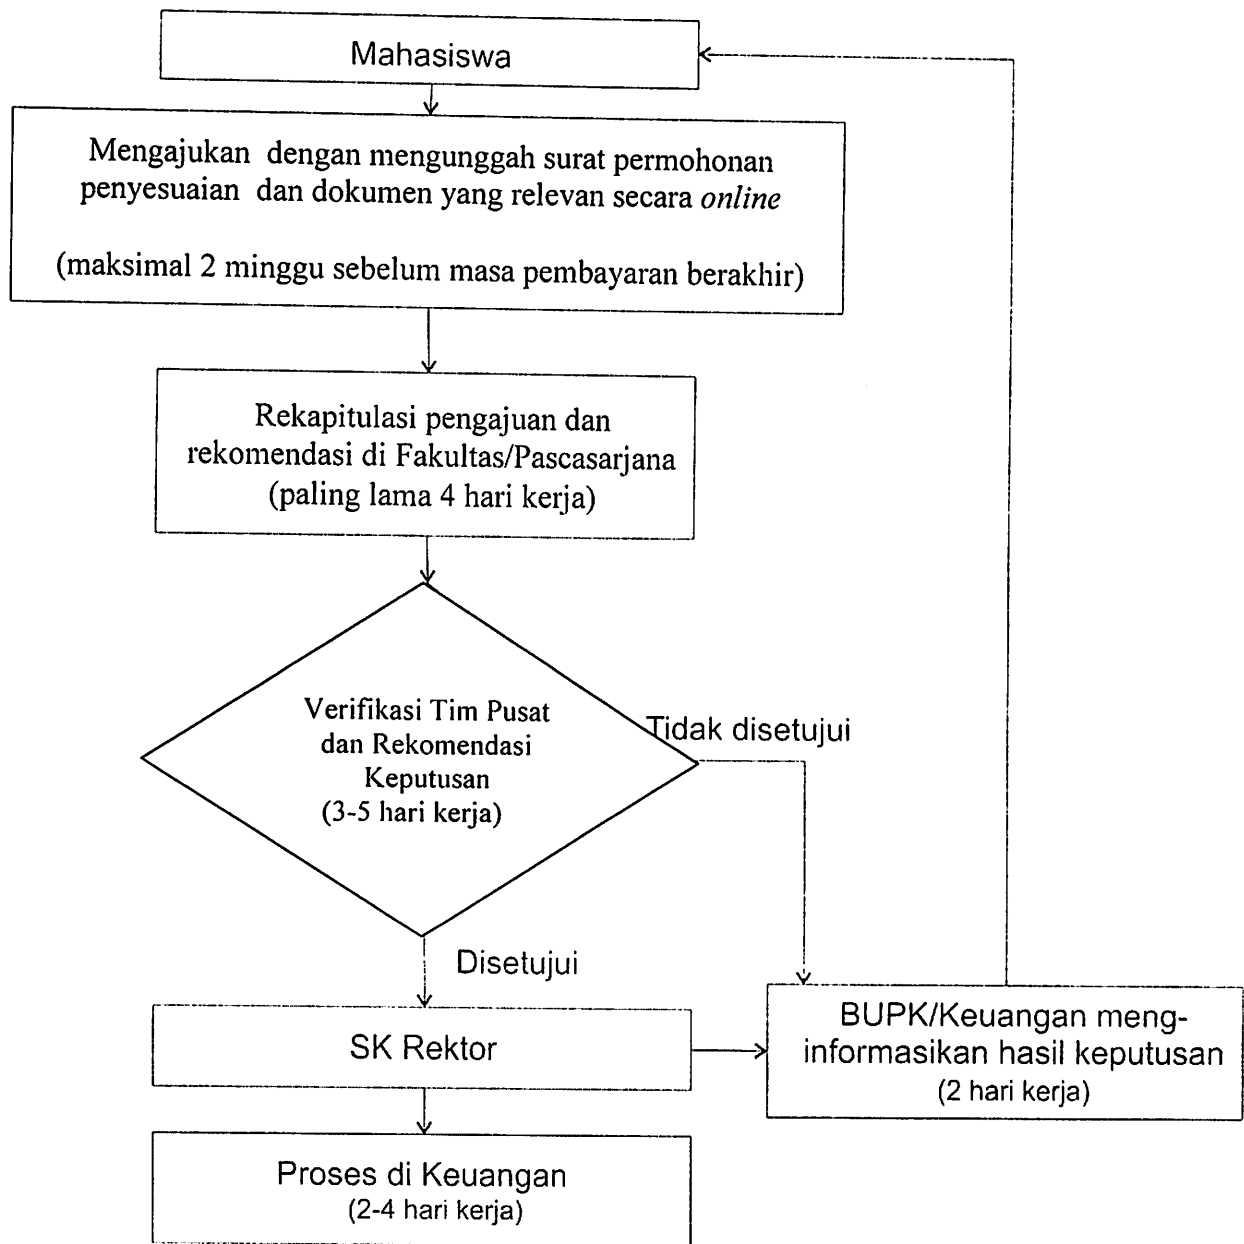 Mahasiswa
Mengajukan dengan mengunggah surat permohonan
penyesuaian dan dokumen yang relevan secara online
(maksimal 2 minggu sebelum masa pembayaran berakhir)
Rekapitulasi pengajuan dan
rekomendasi di Fakultas/Pascasarjana
(paling lama 4 hari kerja)
Verifikasi Tim Pusat
dan Rekomendasi
Keputusan
(3-5 hari kerja)
Tidak disetujui
Disetujui
SK Rektor
BUPK/Keuangan meng-
informasikan hasil keputusan
(2 hari kerja)
Proses di Keuangan
(2-4 hari kerja)